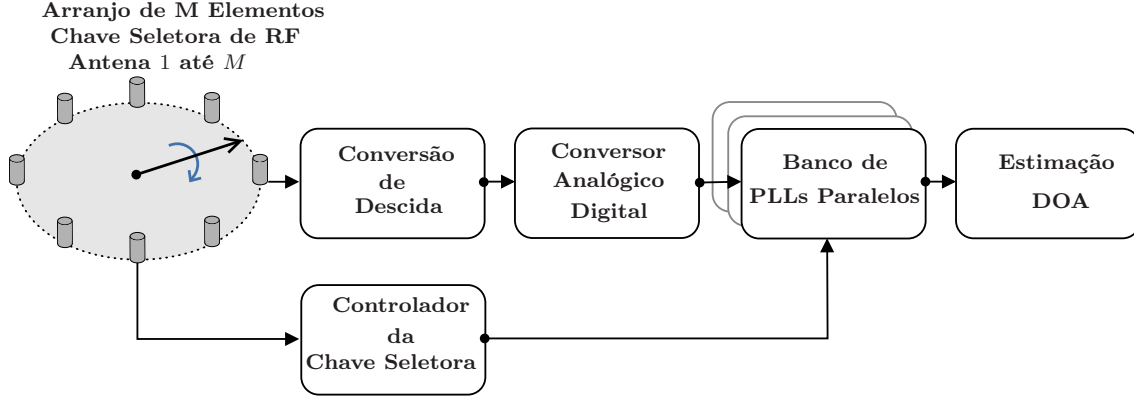 Arranjo de M Elementos
Chave Seletora de RF
Antena 1 até M
Conversão
de
Descida
Conversor
Analógico
Digital
Banco de
PLLs Paralelos
Estimação
DOA
Controlador
da
Chave Seletora